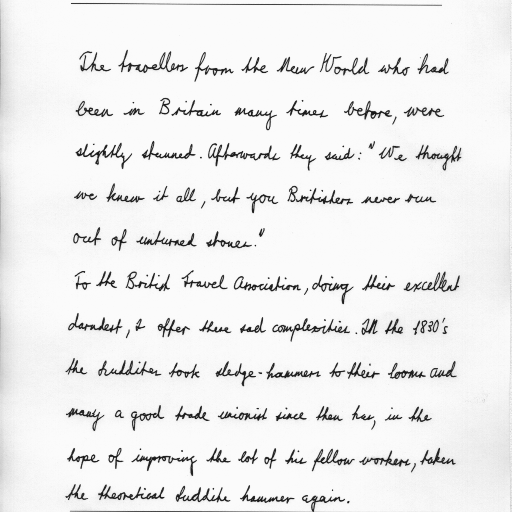 The travellers from the New World who had
been in Britain many times before, were
slightly stunned. Afterwards they said: "We thought
we knew it all, but you Britishers never run
out of unturned stones."
To the British Travel Association, doing their excellent
darndest, I offer these sad complexities. In the 1830's
the Luddites took sledge-hammers to their looms and
many a good trade unionist since then has, in the
hope of improving the lot of his fellow workers, taken
the theoretical Luddite hammer again.